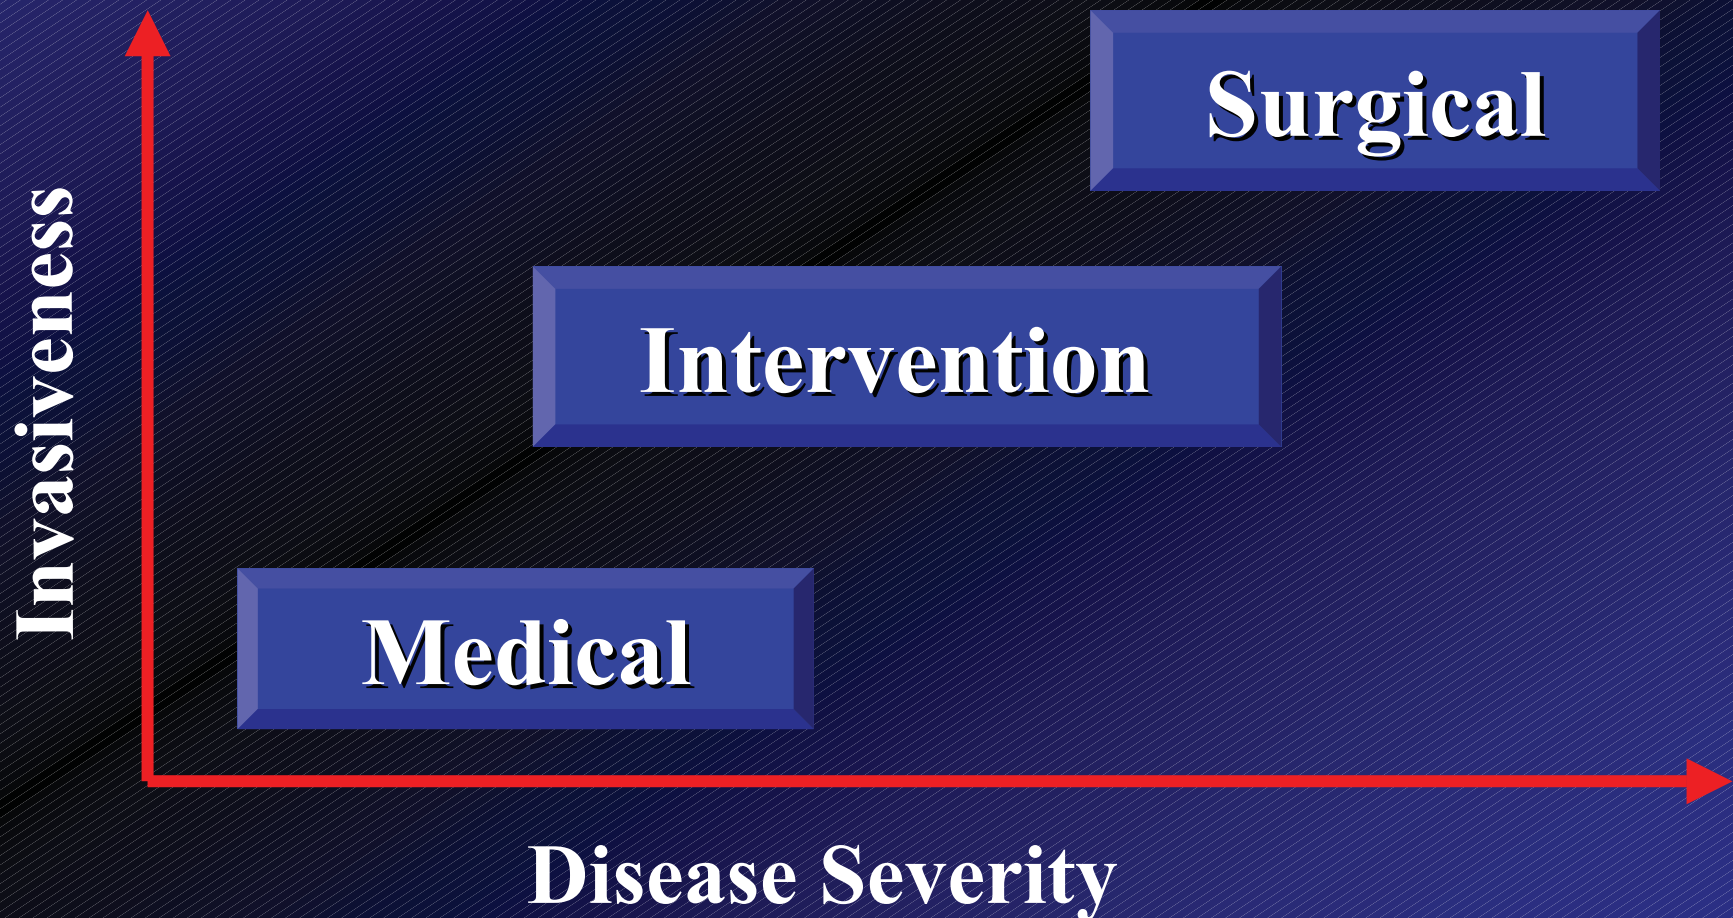 Surgical
Invasiveness
Intervention
Medical
Disease Severity